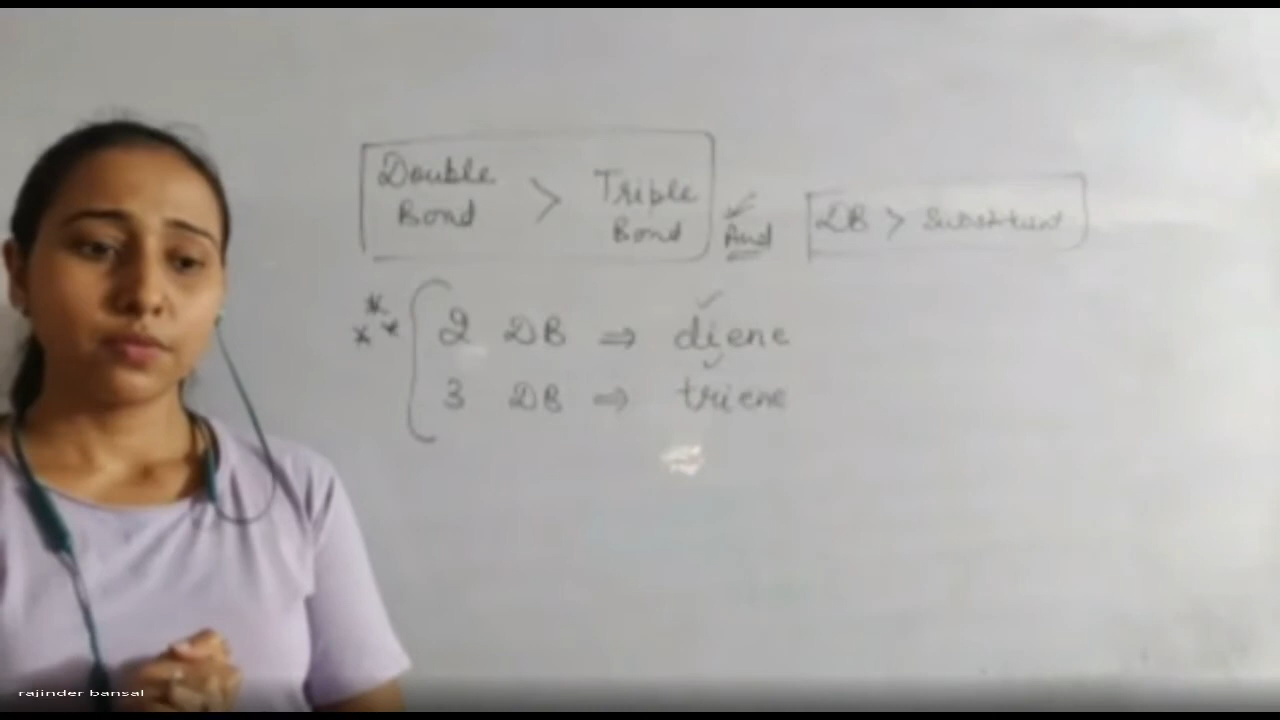 Double > Triple
Bond Bond
And
DB > Substituent
2 DB ⇒ diene
3 DB ⇒ triene
rajinder bansal